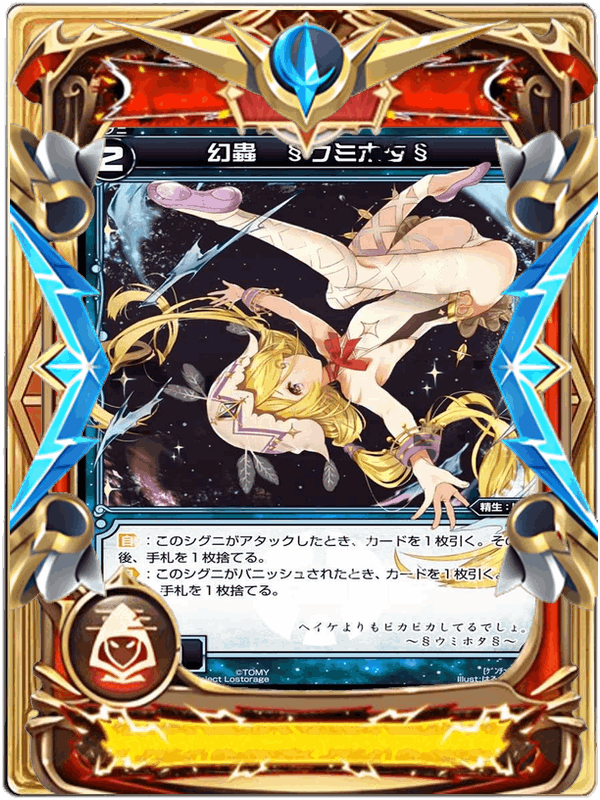 2
幻蟲　§ウミホタ§
精生：
自：このシグニがアタックしたとき、カードを１枚引く。その
後、手札を１枚捨てる。
：このシグニがバニッシュされたとき、カードを１枚引く。
手札を１枚捨てる。
ヘイケよりもピカピカしてるでしょ。
～§ウミホタ§～
©TOMY
ject Lostorage
Illust:はる